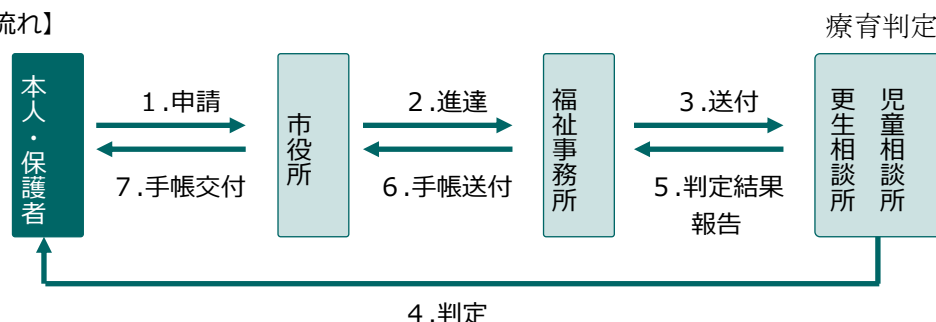 流れ】
療育判定
本人・保護者
1.申請
7.手帳交付
市役所
2.進達
6.手帳送付
福祉事務所
3.送付
5.判定結果
報告
児童相談所
更生相談所
4.判定